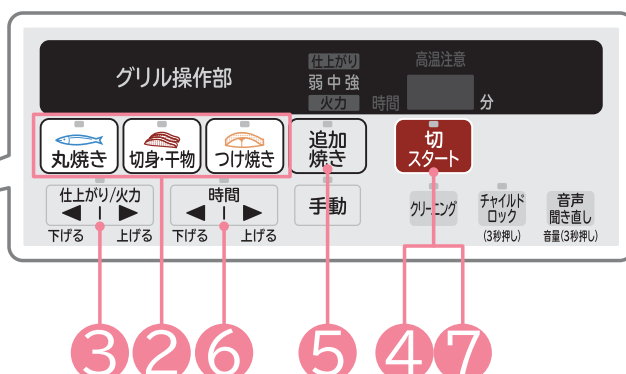 グリル操作部
仕上がり
弱 中 強
火力
時間
高温注意
分
丸焼き
切身・干物
つけ焼き
追加
焼き
切
スタート
仕上がり/火力
下げる 上げる
時間
下げる 上げる
手動
クリーニング
チャイルド
ロック
(3秒押し)
音声
聞き直し
音量(3秒押し)
3 2 6 5 4 7